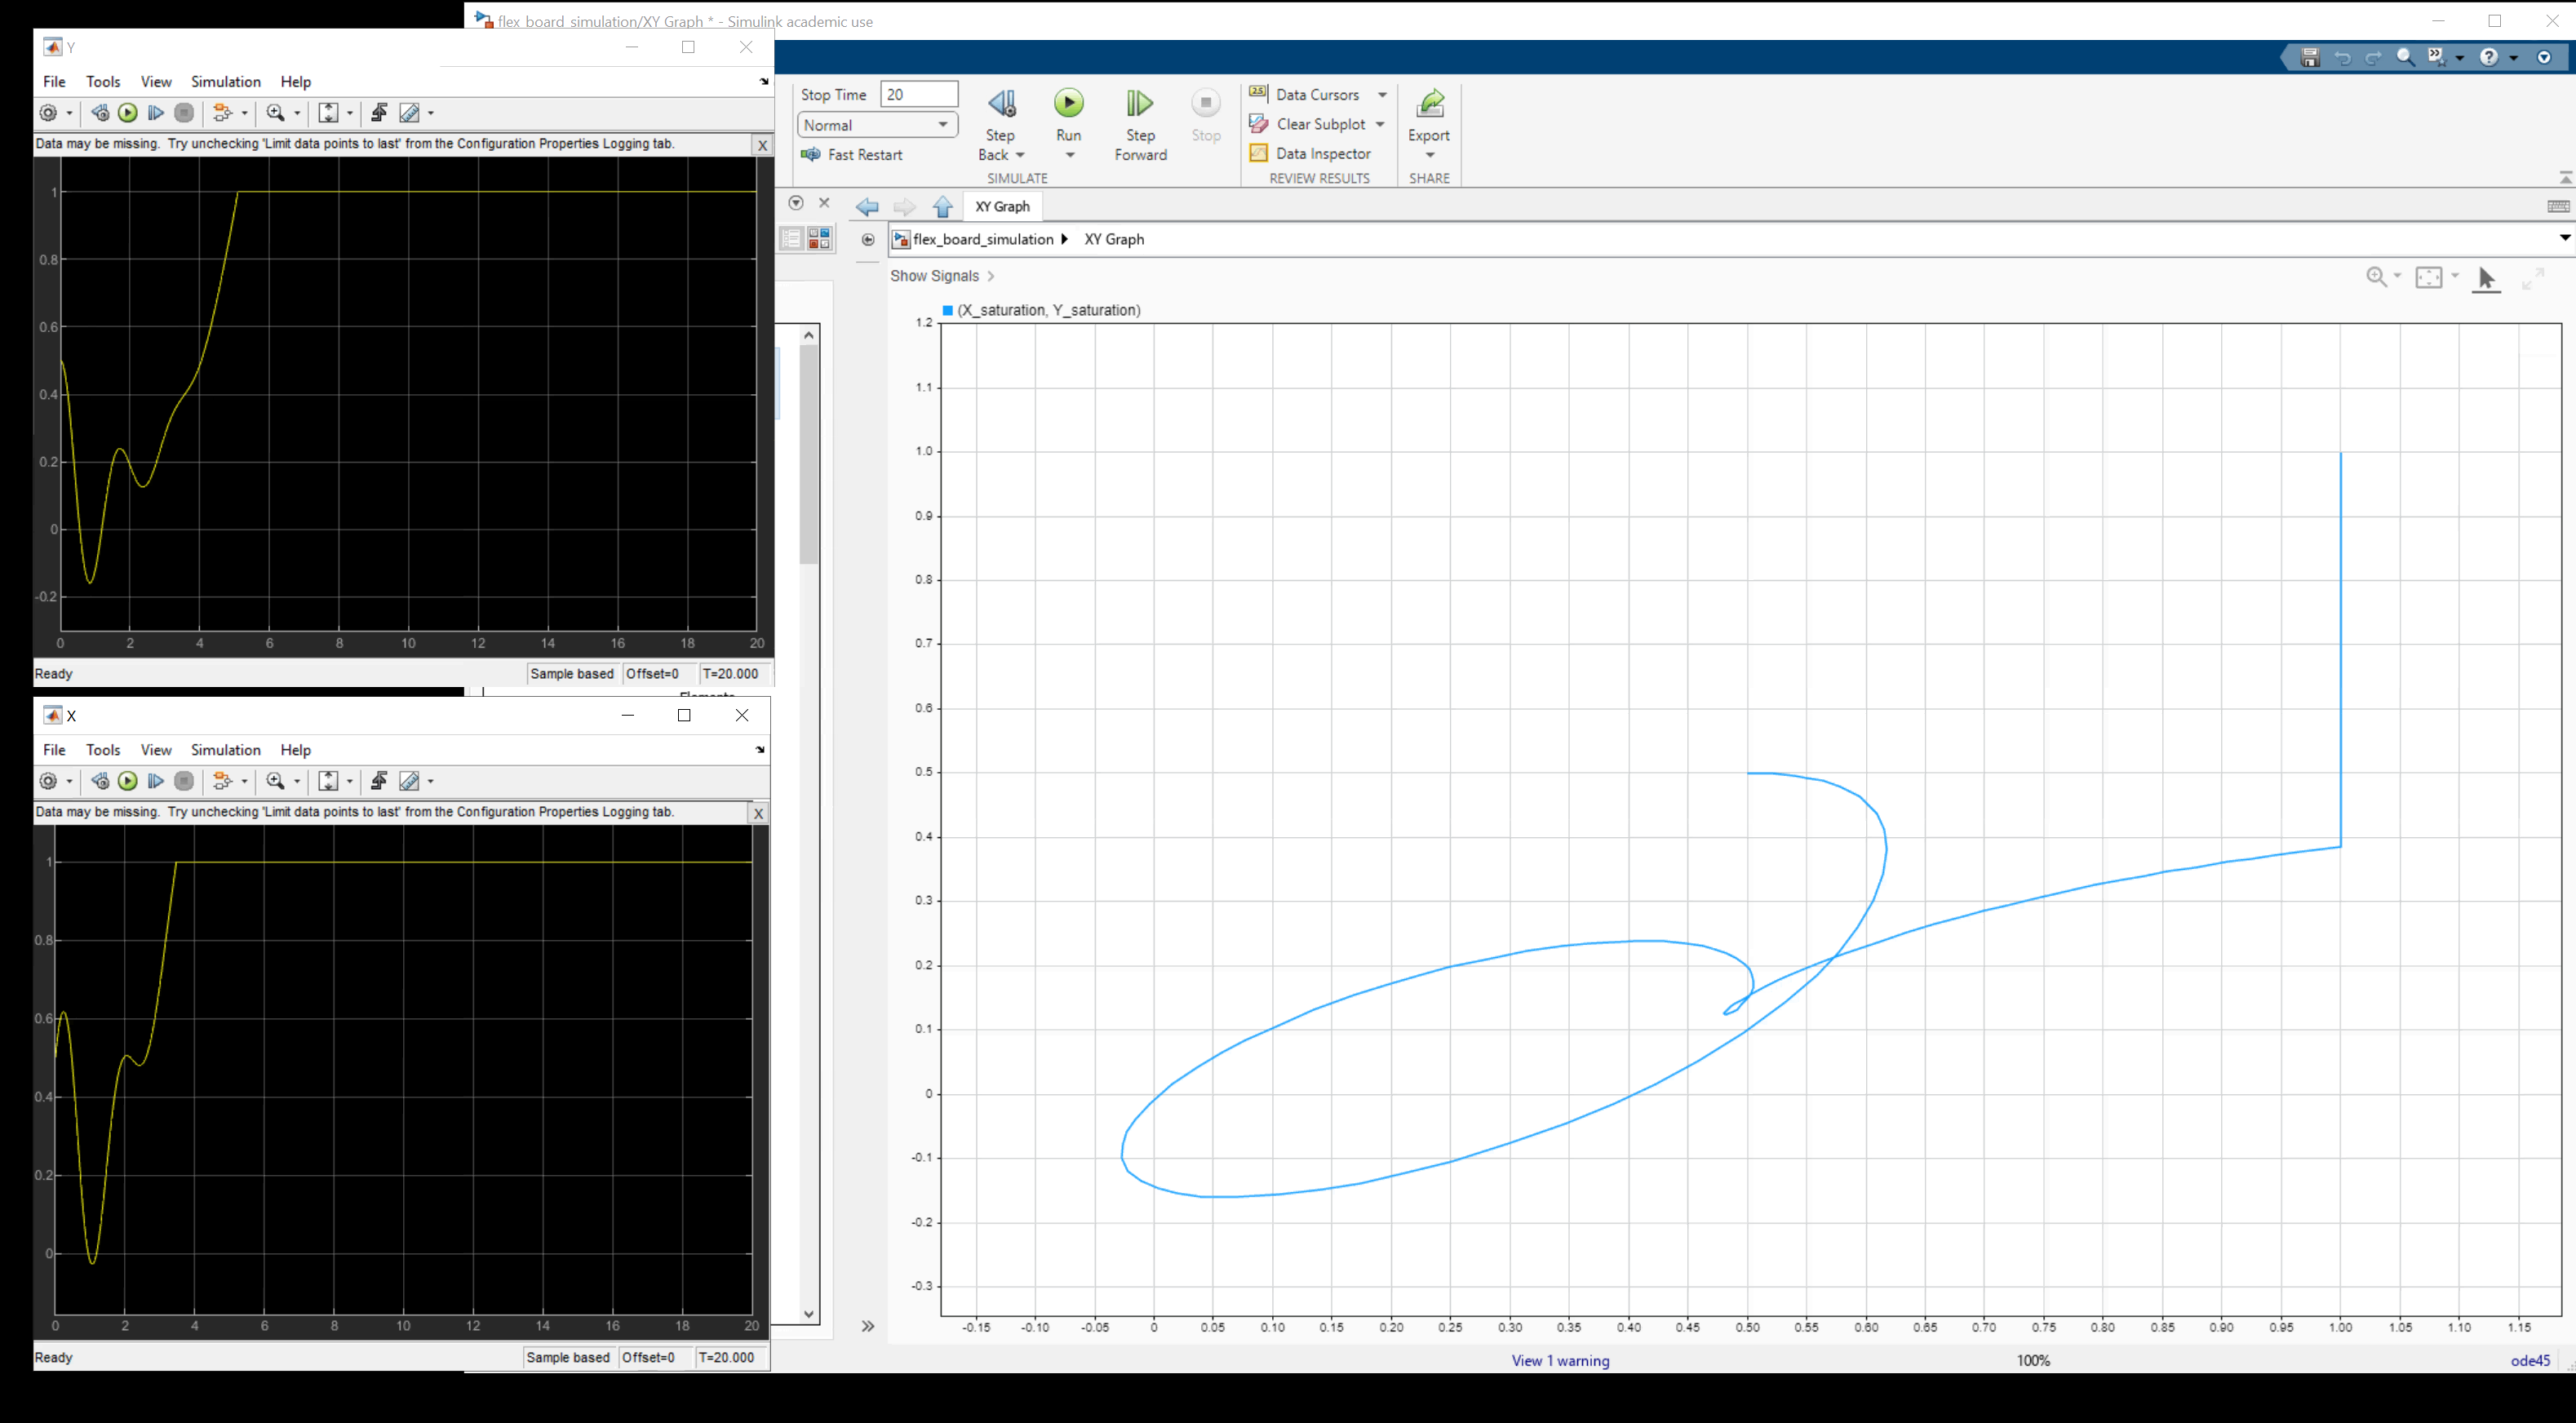 flex_board_simulation/XY Graph * - Simulink academic use
Y
File Tools View Simulation Help
Data may be missing. Try unchecking 'Limit data points to last' from the Configuration Properties Logging tab. X
1
0.8
0.6
0.4
0.2
0
-0.2
0 2 4 6 8 10 12 14 16 18 20
Ready Sample based Offset=0 T=20.000
X
File Tools View Simulation Help
Data may be missing. Try unchecking 'Limit data points to last' from the Configuration Properties Logging tab. X
1
0.8
0.6
0.4
0.2
0
0 2 4 6 8 10 12 14 16 18 20
Ready Sample based Offset=0 T=20.000
Stop Time 20
Normal
Fast Restart
Step Back
Run
Step Forward
Stop
SIMULATE
Data Cursors
Clear Subplot
Data Inspector
REVIEW RESULTS
Export
SHARE
XY Graph
flex_board_simulation XY Graph
Show Signals
(X_saturation, Y_saturation)
1.2
1.1
1.0
0.9
0.8
0.7
0.6
0.5
0.4
0.3
0.2
0.1
0
-0.1
-0.2
-0.3
-0.15 -0.10 -0.05 0 0.05 0.10 0.15 0.20 0.25 0.30 0.35 0.40 0.45 0.50 0.55 0.60 0.65 0.70 0.75 0.80 0.85 0.90 0.95 1.00 1.05 1.10 1.15
View 1 warning 100% ode45